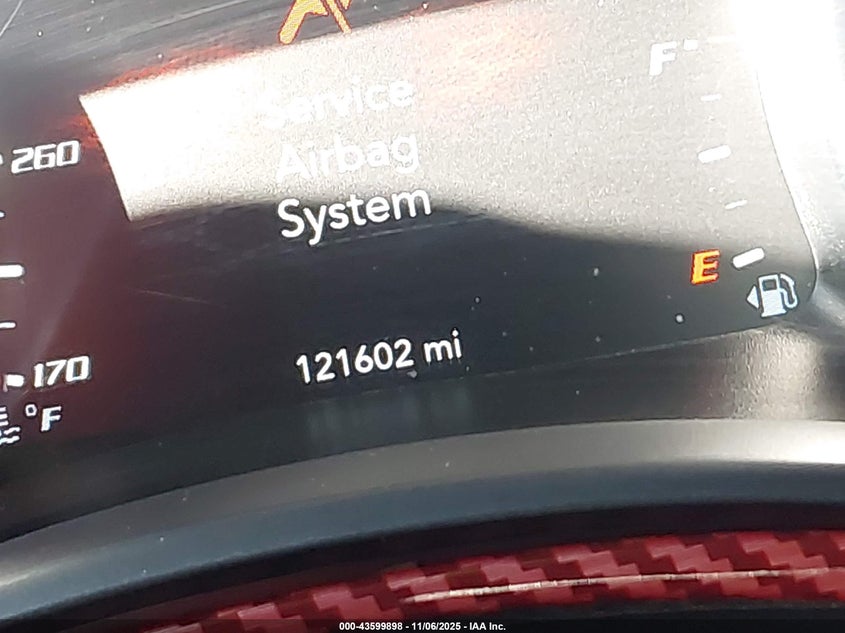 Service
Airbag
System
F
260
E
121602 mi
170
°F
000-43599898 - 11/06/2025 - IAA Inc.